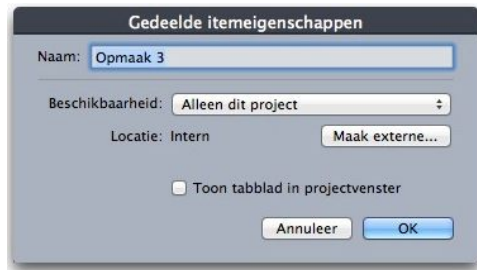 Gedeelde itemeigenschappen
Naam: Opmaak 3
Beschikbaarheid: Alleen dit project
Locatie: Intern Maak externe...
Toon tabblad in projectvenster
Annuleer OK